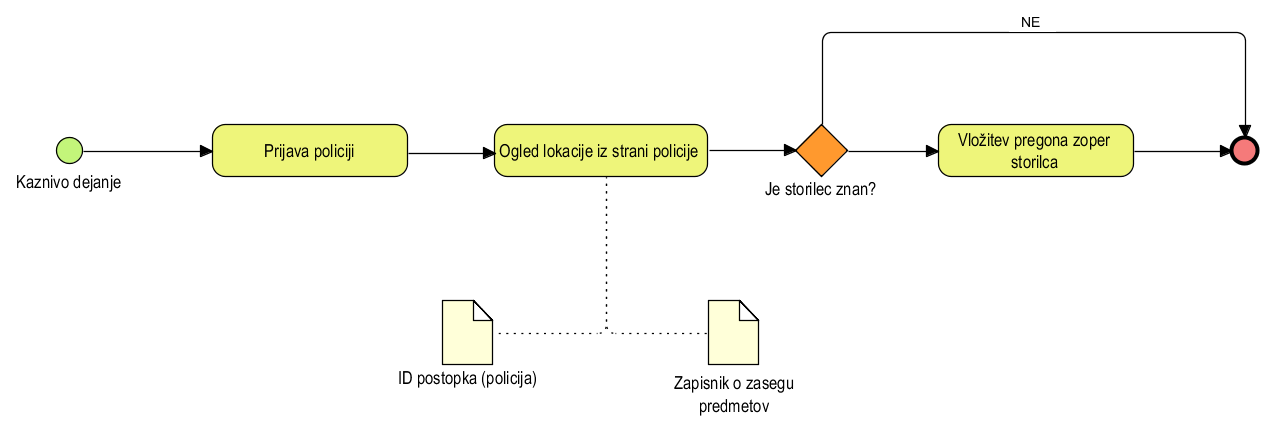 NE
Kaznivo dejanje
Prijava policiji
Ogled lokacije iz strani policije
Je storilec znan?
Vložitev pregona zoper
storilca
ID postopka (policija)
Zapisnik o zasegu
predmetov